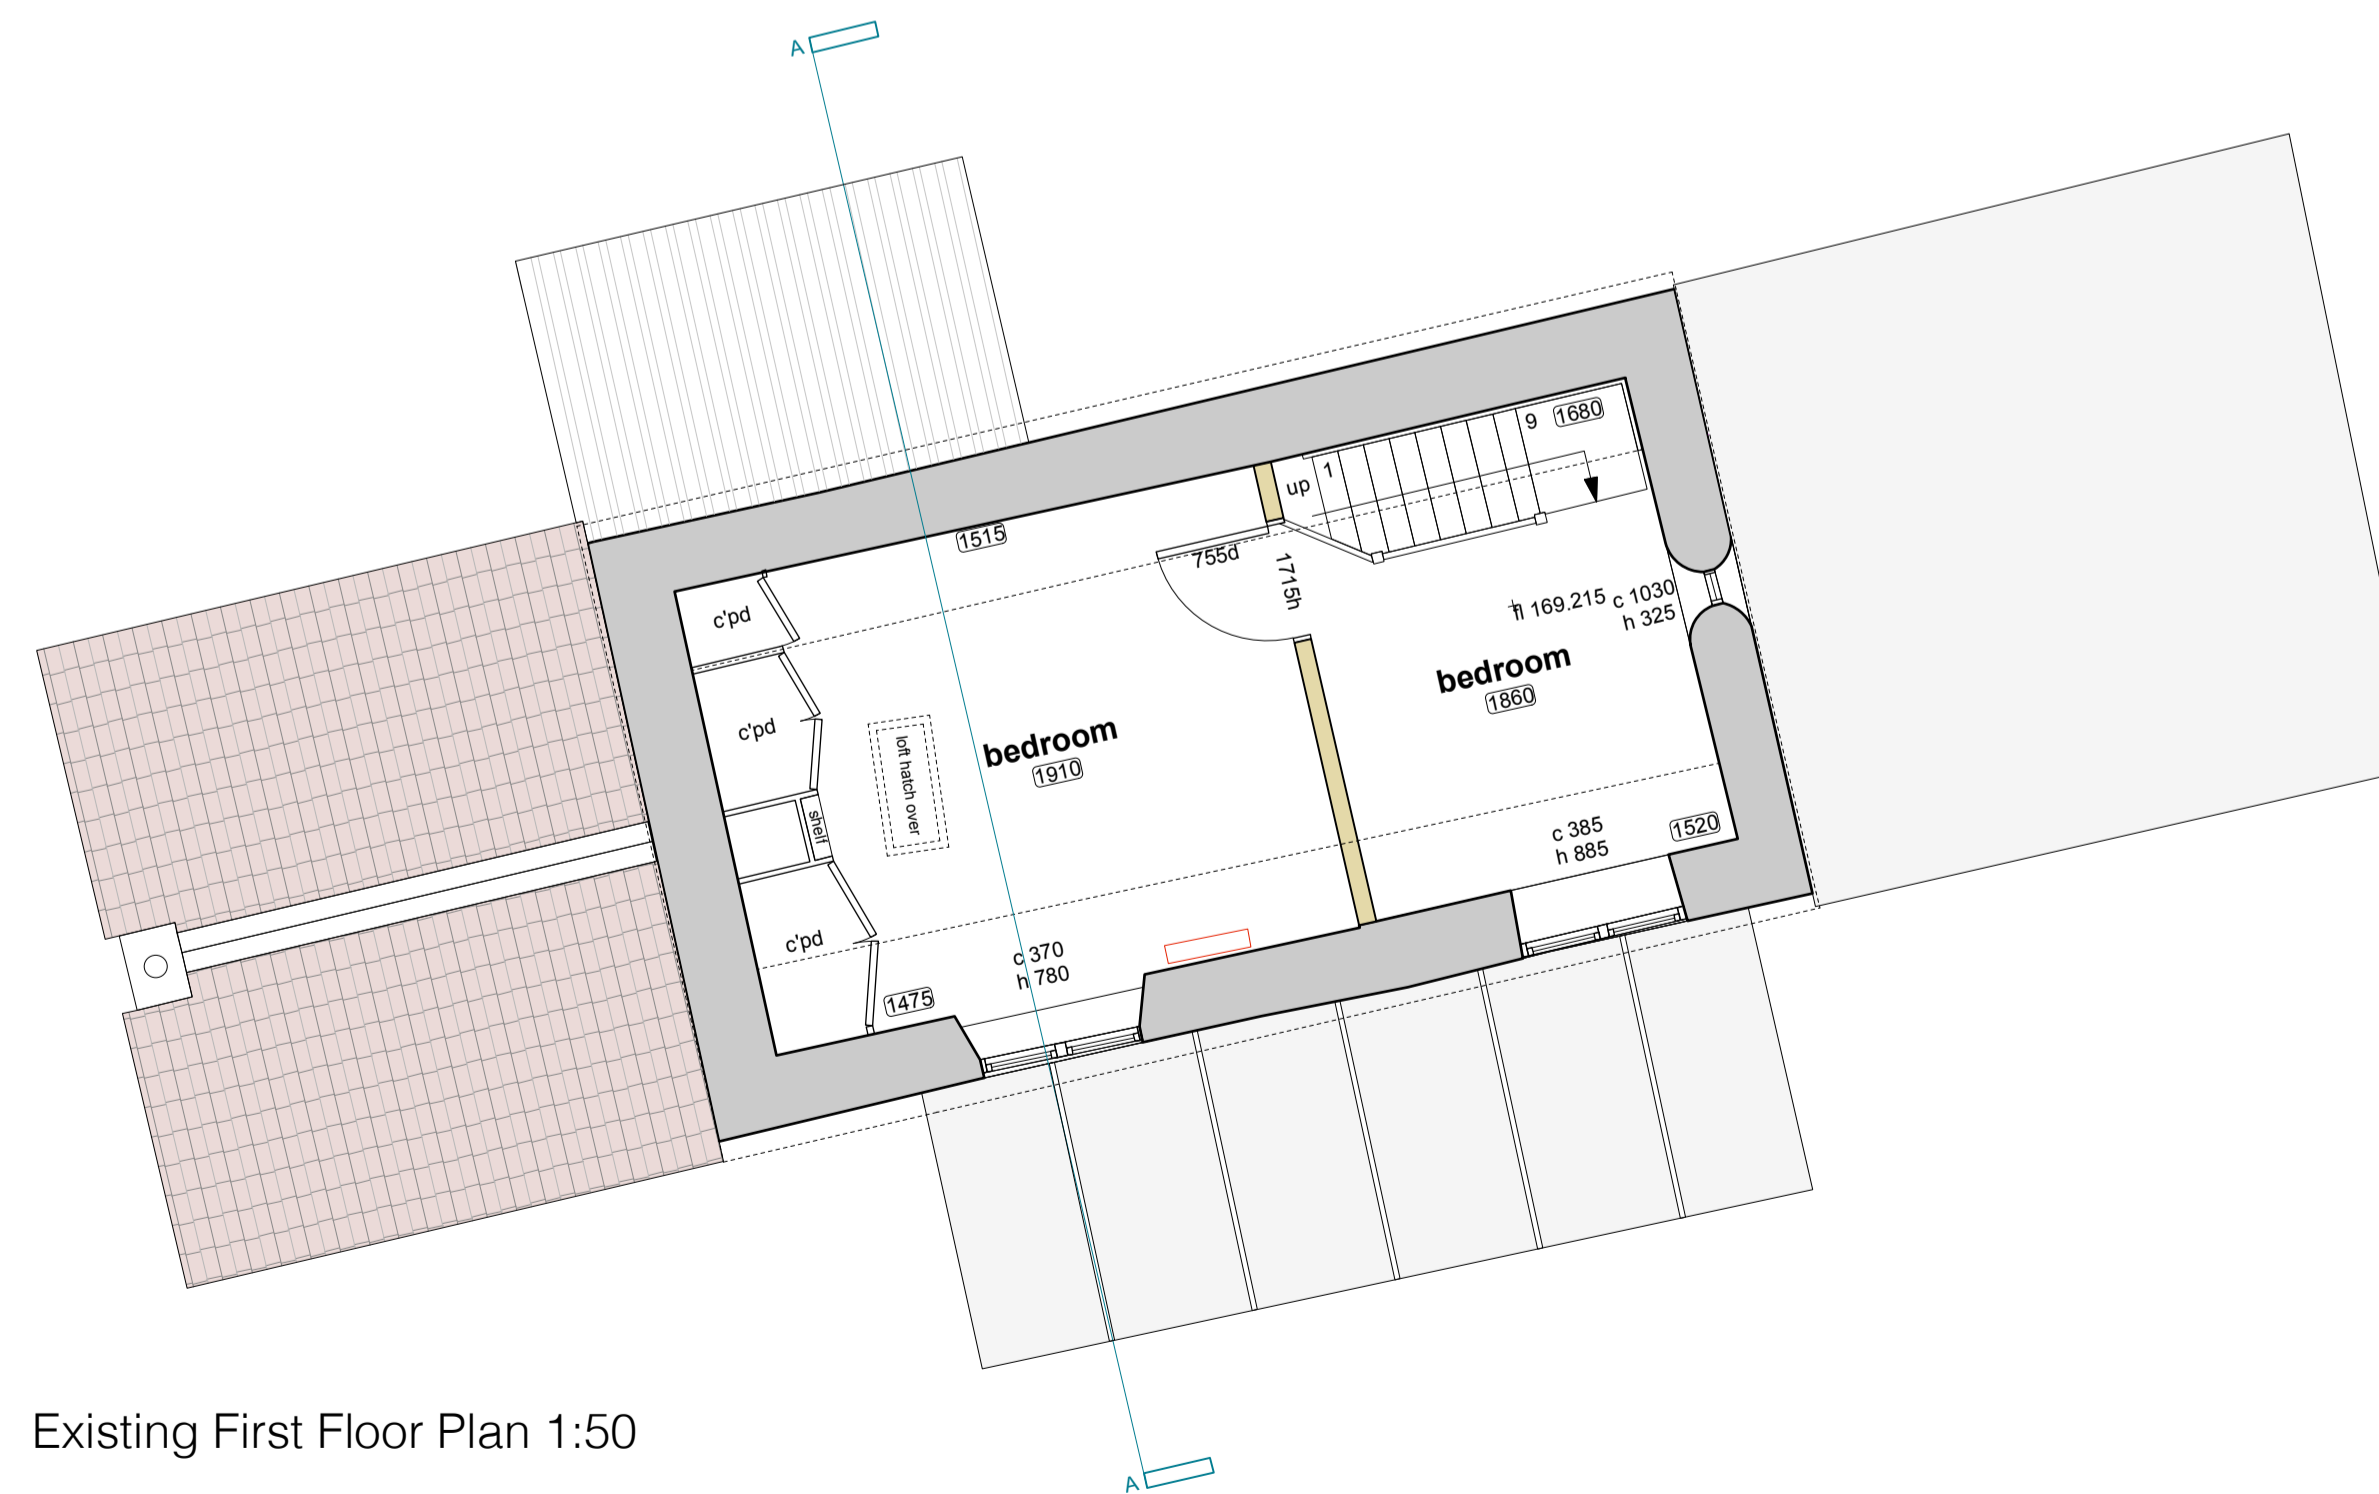 A
9
1680
1
up
1515
755d
1715h
c'pd
fl 169.215
c 1030
h 325
bedroom
1860
c'pd
bedroom
1910
loft hatch over
shelf
c 385
h 885
1520
c'pd
c 370
h 780
1475
Existing First Floor Plan 1:50
A